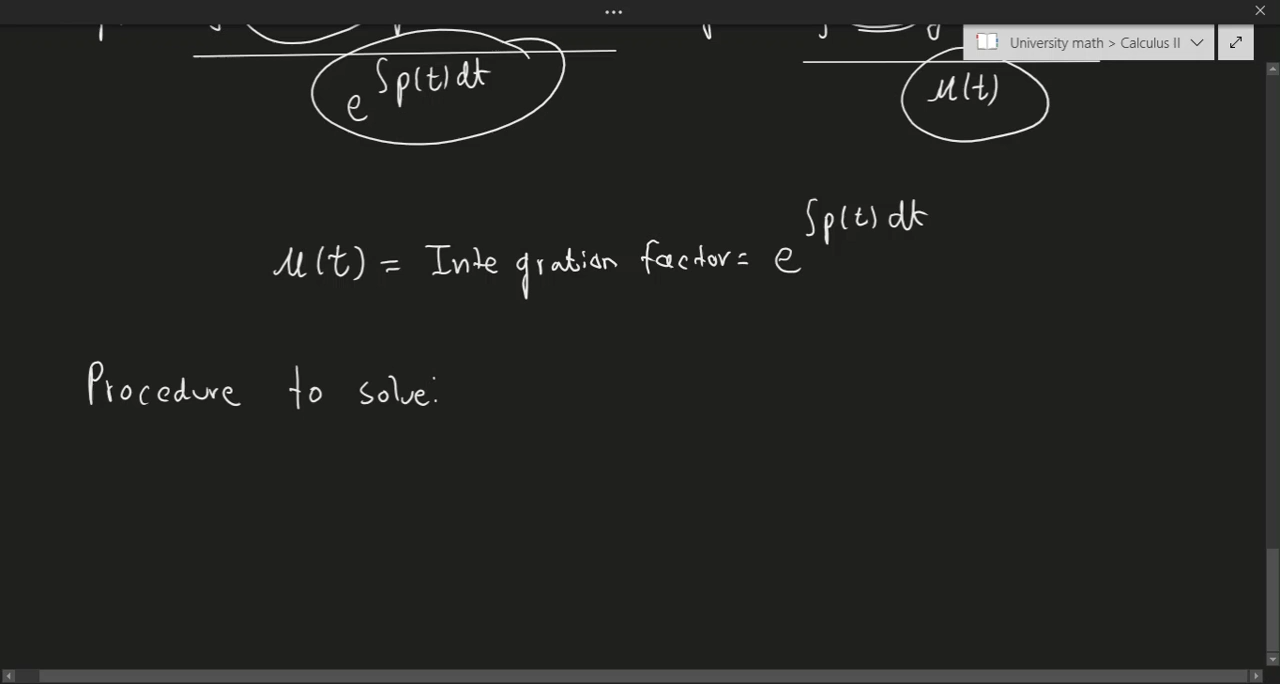 University math > Calculus II
e^∫p(t)dt
μ(t)
μ(t) = Integration factor = e^∫p(t) dt
Procedure to solve: